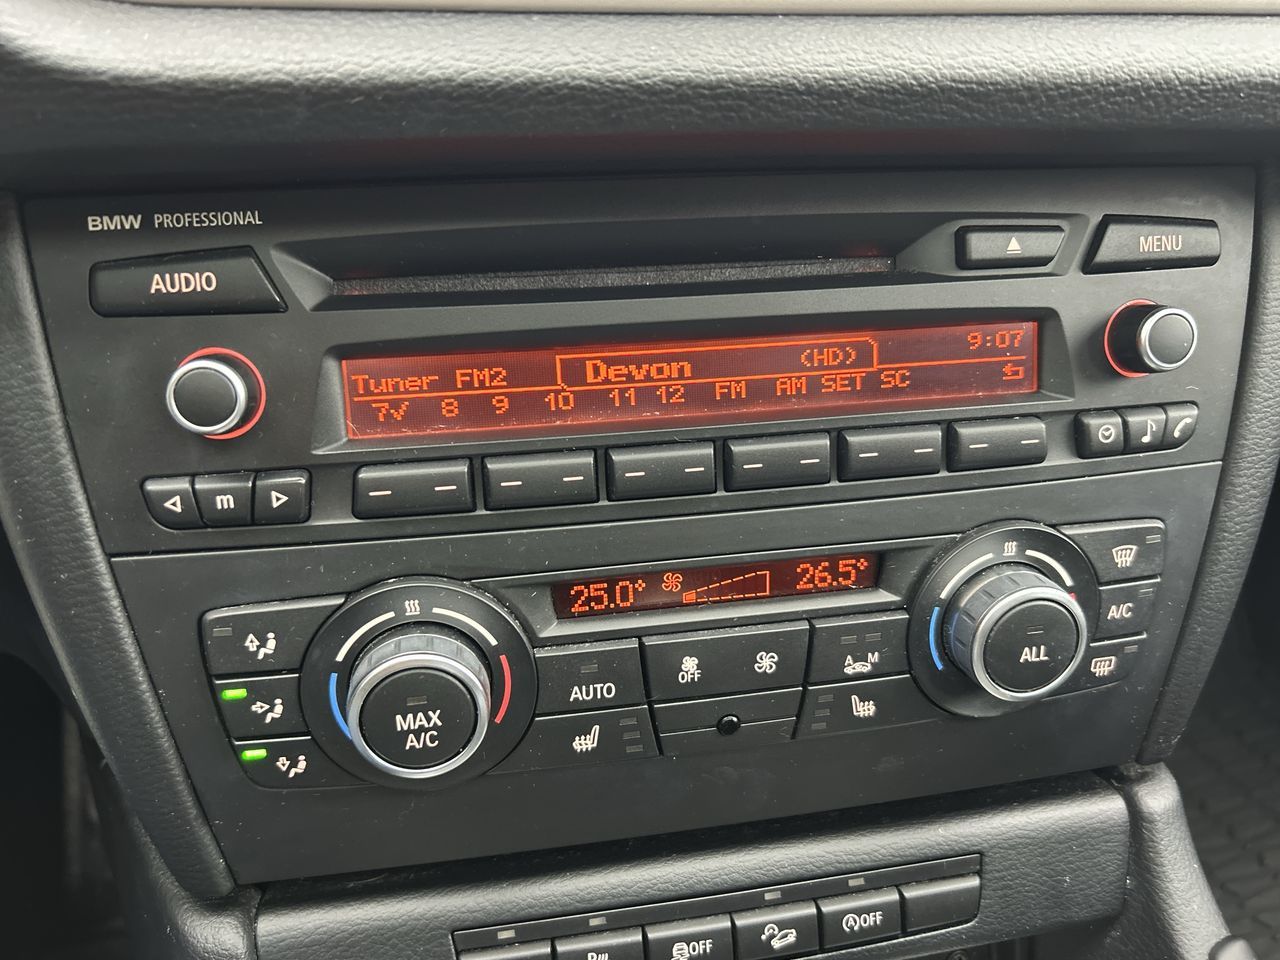 BMW PROFESSIONAL
AUDIO
MENU
Tuner FM2 Devon (HD) 9:07
7√ 8 9 10 11 12 FM AM SET SC
m
25.0° 26.5°
MAX
A/C
AUTO
OFF
A M
ALL
A/C
OFF
A OFF